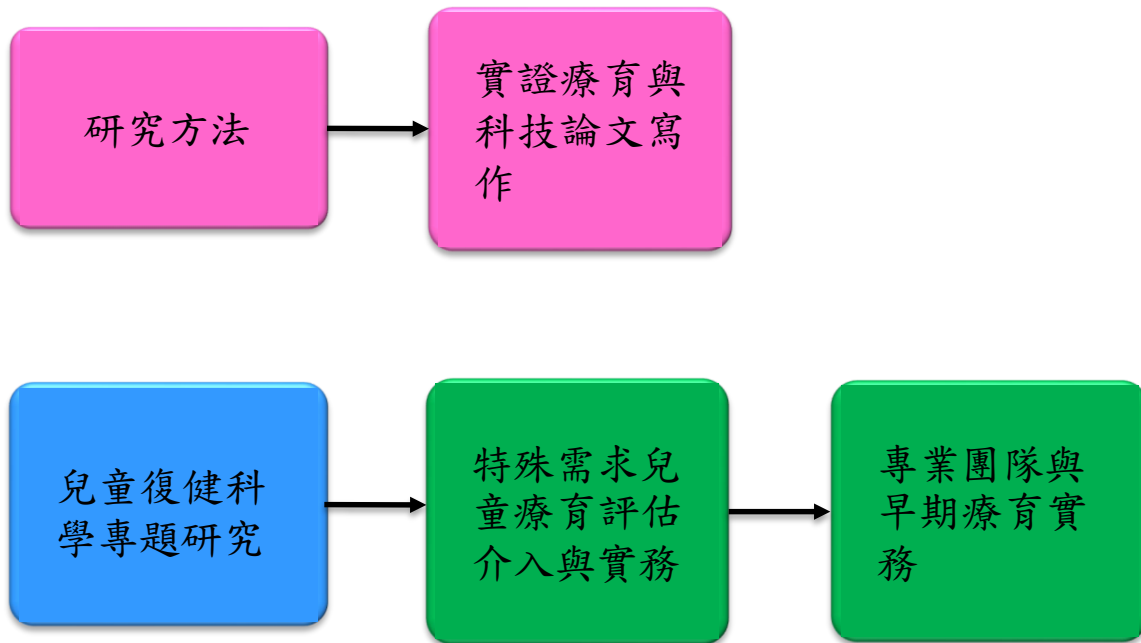 研究方法
實證療育與
科技論文寫
作
兒童復健科
學專題研究
特殊需求兒
童療育評估
介入與實務
專業團隊與
早期療育實
務